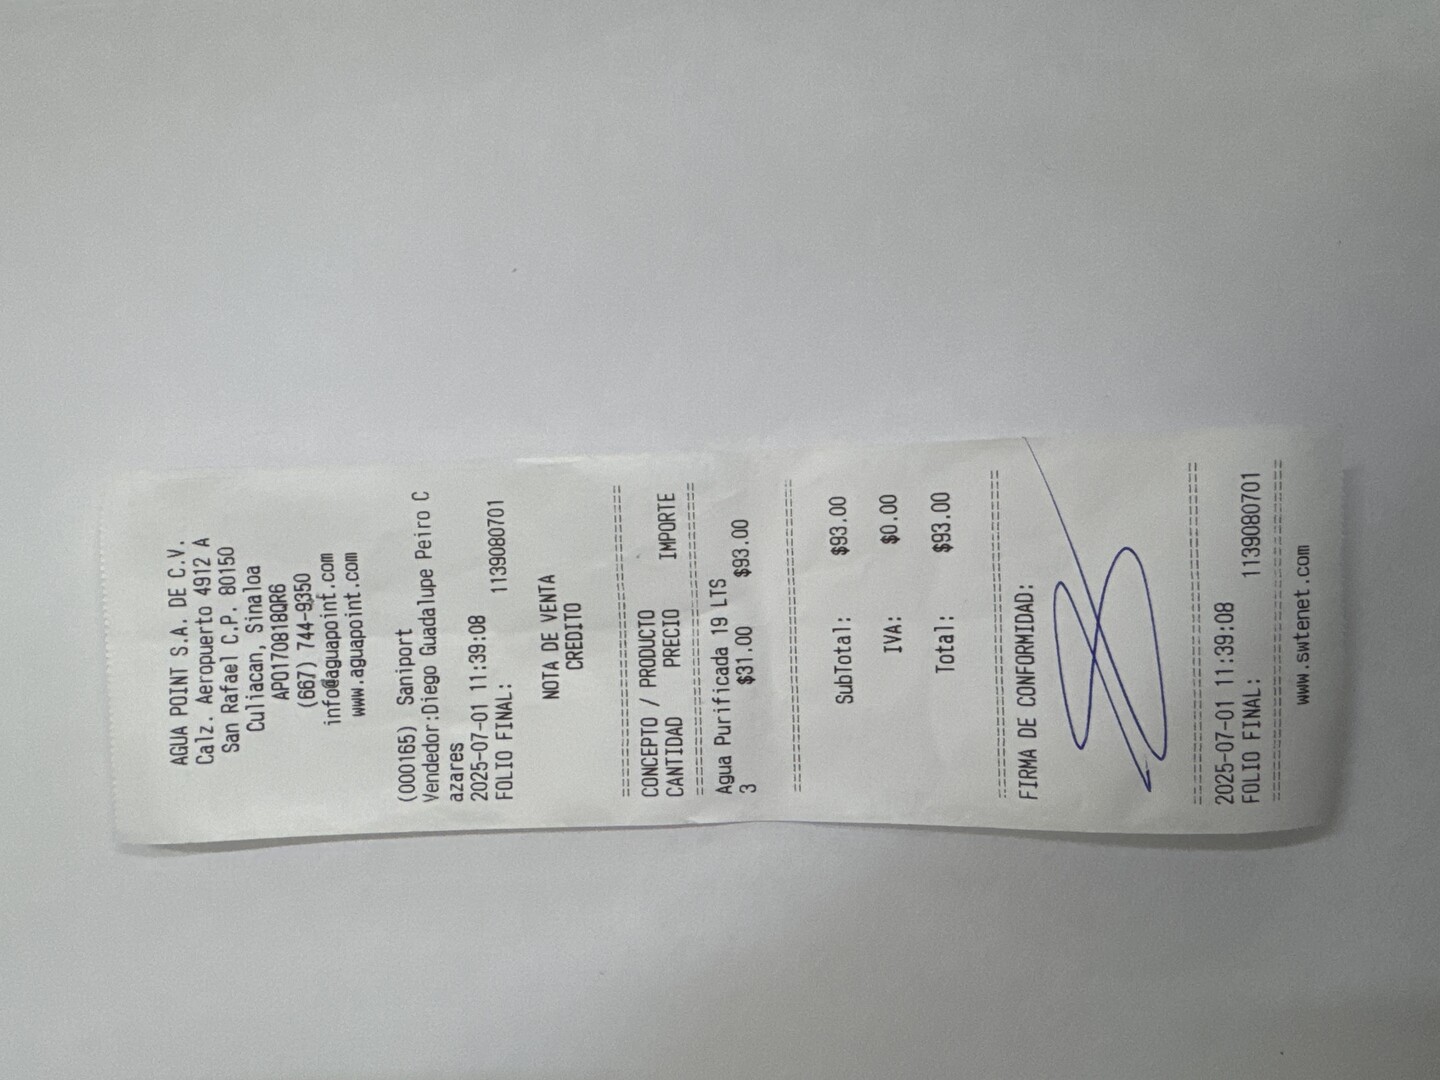 AGUA POINT S.A. DE C.V.
Calz. Aeropuerto 4912 A
San Rafael C.P. 80150
Culiacan, Sinaloa
APO170818QR6
(667) 744-9350
info@aguapoint.com
www.aguapoint.com
(000165) Saniport
Vendedor:Diego Guadalupe Peiro C
azares
2025-07-01 11:39:08
FOLIO FINAL: 1139080701
NOTA DE VENTA
CREDITO
================================
CONCEPTO / PRODUCTO
CANTIDAD PRECIO IMPORTE
================================
Agua Purificada 19 LTS
3 $31.00 $93.00
================================
SubTotal: $93.00
IVA: $0.00
Total: $93.00
================================
FIRMA DE CONFORMIDAD:
================================
2025-07-01 11:39:08
FOLIO FINAL: 1139080701
================================
www.swtenet.com